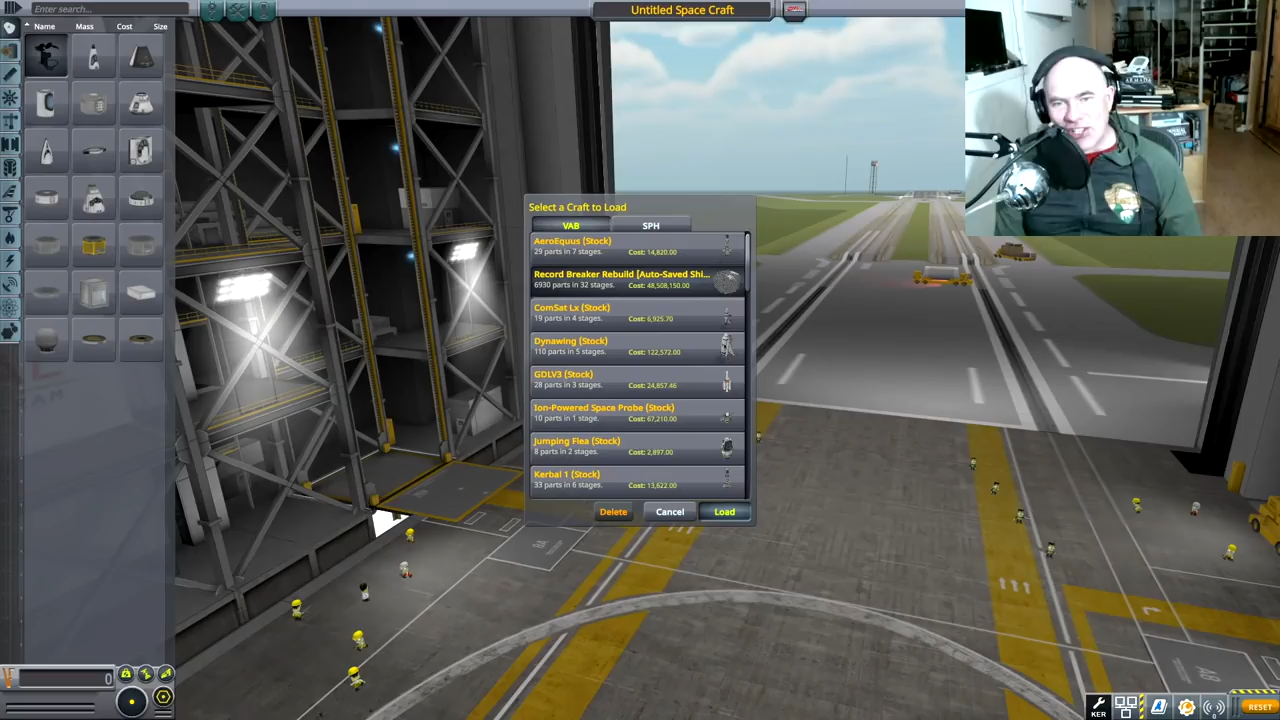 Enter search...
Untitled Space Craft
Name Mass Cost Size
Select a Craft to Load
VAB SPH
AeroEquus (Stock)
29 parts in 7 stages. Cost: 14,820.00
Record Breaker Rebuild [Auto-Saved Shi...
6930 parts in 32 stages. Cost: 48,508,150.00
ComSat Lx (Stock)
19 parts in 4 stages. Cost: 6,925.70
Dynawing (Stock)
110 parts in 5 stages. Cost: 122,572.00
GDLV3 (Stock)
28 parts in 3 stages. Cost: 24,857.46
Ion-Powered Space Probe (Stock)
10 parts in 1 stage. Cost: 67,210.00
Jumping Flea (Stock)
8 parts in 2 stages. Cost: 2,897.00
Kerbal 1 (Stock)
33 parts in 6 stages. Cost: 13,622.00
Delete Cancel Load
0
KER
RESET